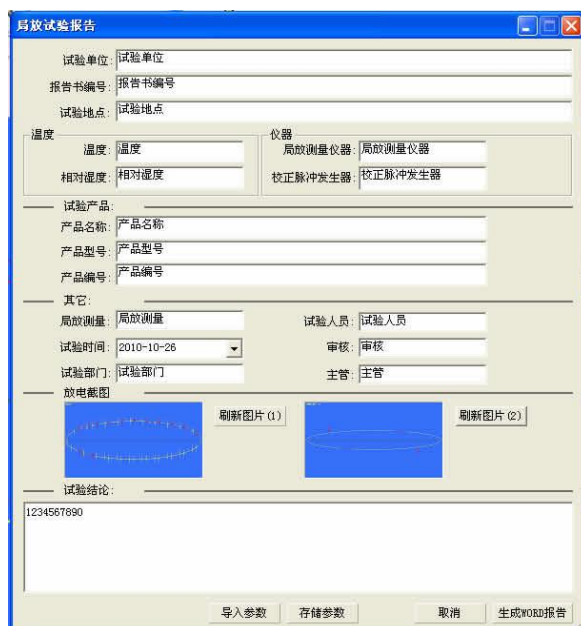 局放试验报告
试验单位: 试验单位
报告书编号: 报告书编号
试验地点: 试验地点
温度 仪器
温度: 温度 局放测量仪器: 局放测量仪器
相对湿度: 相对湿度 校正脉冲发生器: 校正脉冲发生器
试验产品:
产品名称: 产品名称
产品型号: 产品型号
产品编号: 产品编号
其它:
局放测量: 局放测量 试验人员: 试验人员
试验时间: 2010-10-26 审核: 审核
试验部门: 试验部门 主管: 主管
放电截图
刷新图片(1) 刷新图片(2)
试验结论:
1234567890
导入参数 存储参数 取消 生成WORD报告